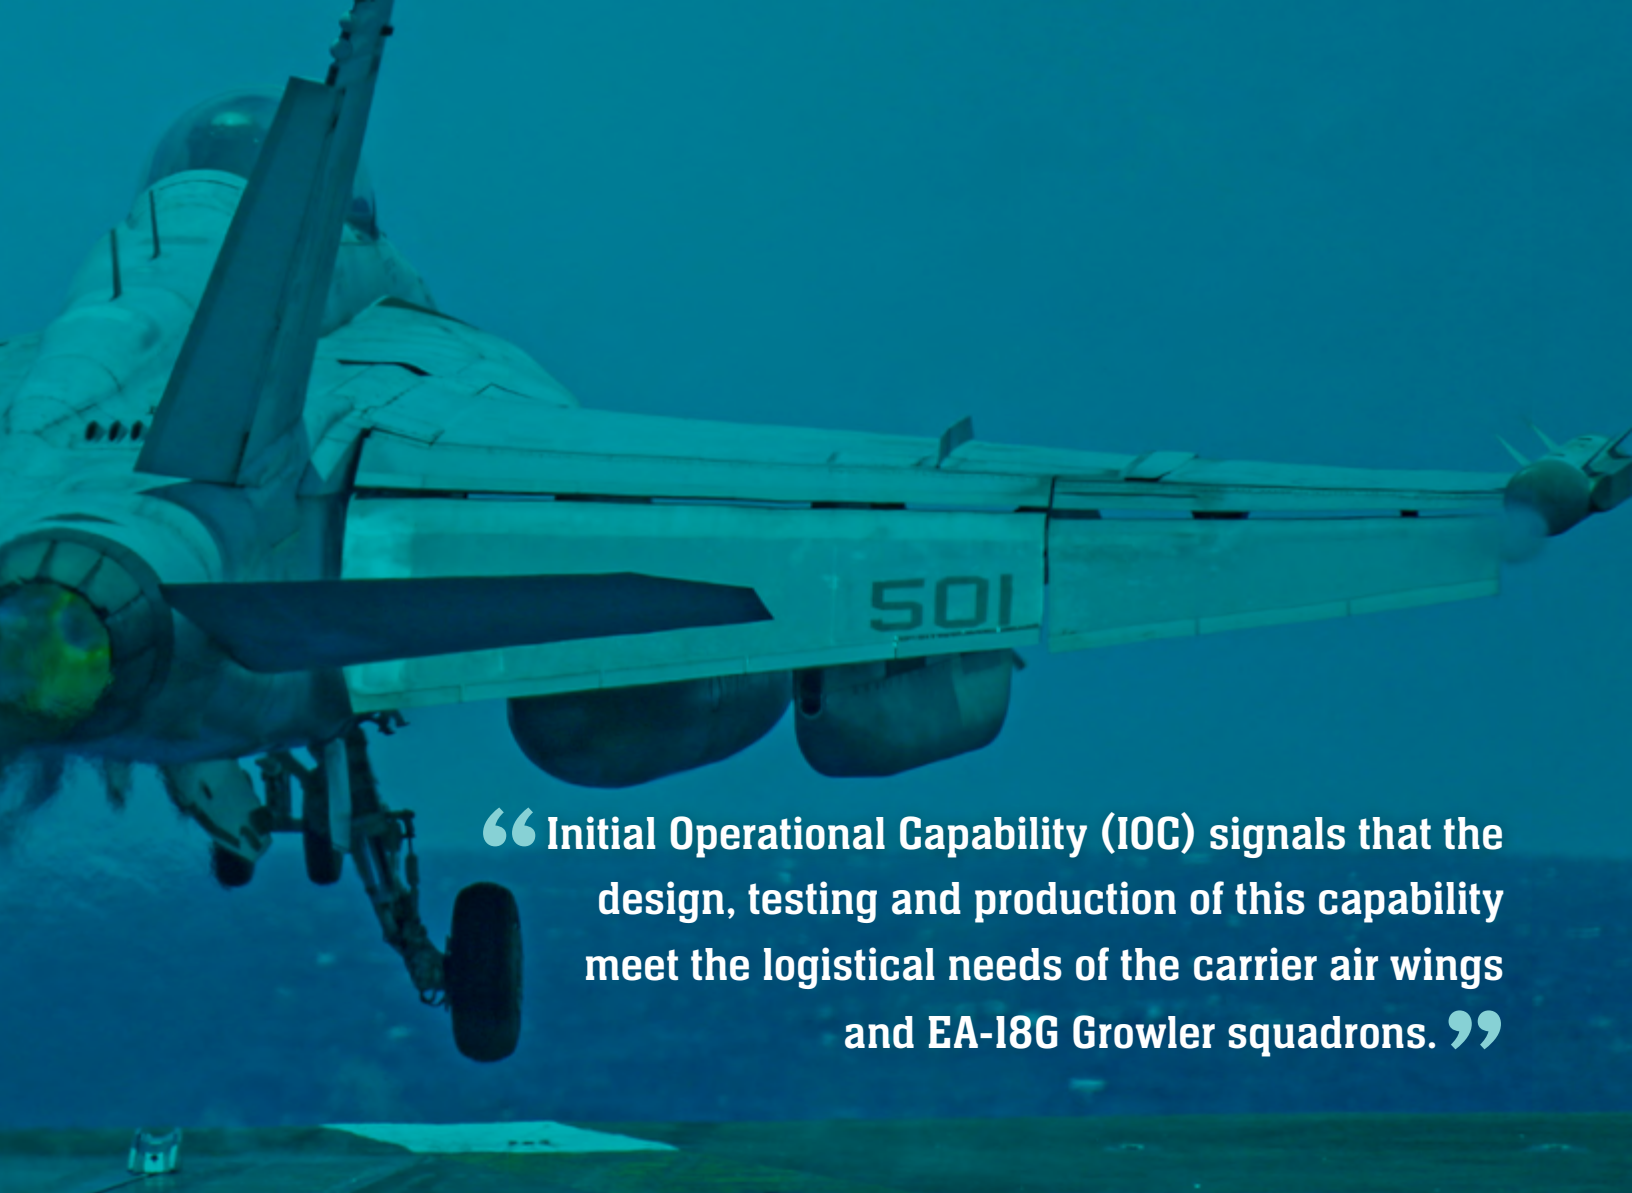 501
“Initial Operational Capability (IOC) signals that the
design, testing and production of this capability
meet the logistical needs of the carrier air wings
and EA-18G Growler squadrons.”